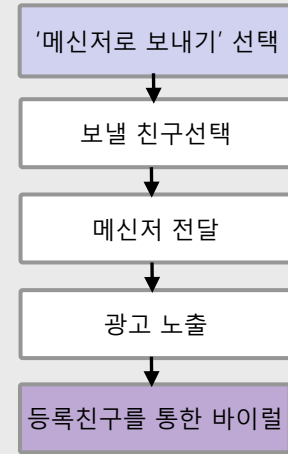 ‘메신저로 보내기’ 선택
보낼 친구선택
메신저 전달
광고 노출
등록친구를 통한 바이럴